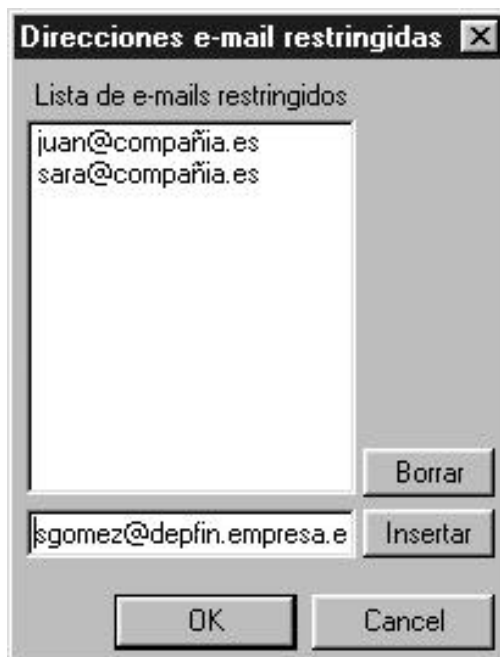 Direcciones e-mail restringidas
Lista de e-mails restringidos
juan@compañia.es
sara@compañia.es
Borrar
sgomez@depfin.empresa.e
Insertar
OK
Cancel